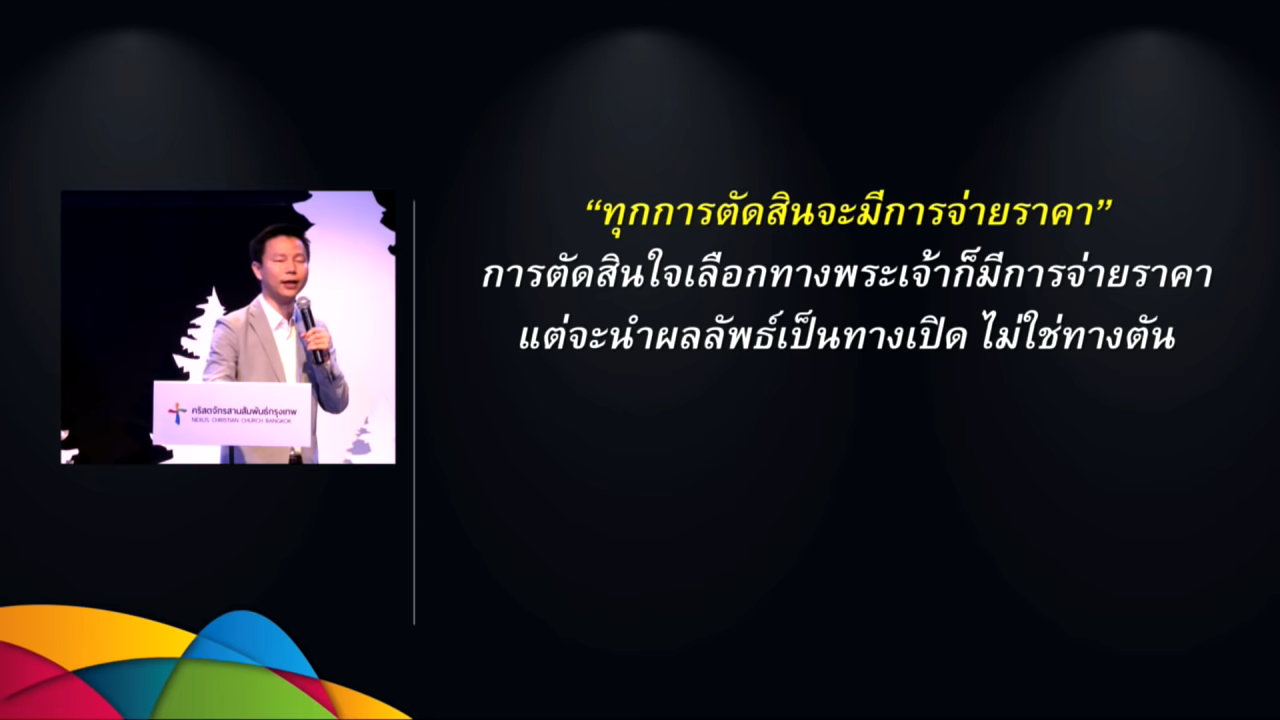 “ทุกการตัดสินจะมีการจ่ายราคา”
การตัดสินใจเลือกทางพระเจ้าก็มีการจ่ายราคา
แต่จะนำผลลัพธ์เป็นทางเปิด ไม่ใช่ทางตัน
คริสตจักรสานสัมพันธ์กรุงเทพ
NEXUS CHRISTIAN CHURCH BANGKOK